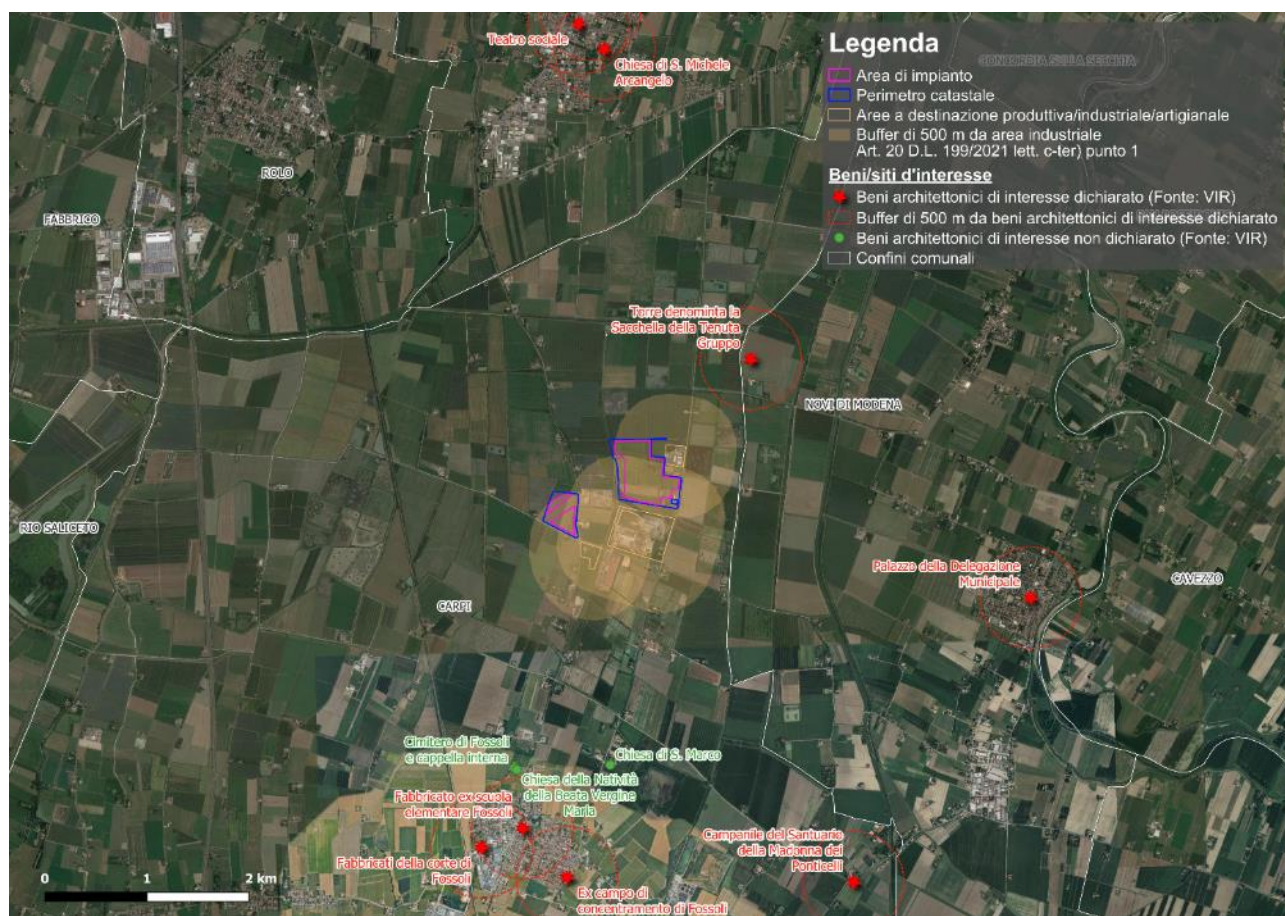 Teatro sociale
Chiesa di S. Michele
Arcangelo
Legenda
CONCORDIA SULLA SECCHIA
Area di impianto
Perimetro catastale
Aree a destinazione produttiva/industriale/artigianale
Buffer di 500 m da area industriale
Art. 20 D.L. 199/2021 lett. c-ter) punto 1
Beni/siti d'interesse
Beni architettonici di interesse dichiarato (Fonte: VIR)
Buffer di 500 m da beni architettonici di interesse dichiarato
Beni architettonici di interesse non dichiarato (Fonte: VIR)
Confini comunali
ROLO
FABBRICO
Torre denominta la
Sacchella della Tenuta
Gruppo
NOVI DI MODENA
RIO SALICETO
Palazzo della Delegazione
Municipale
CAVEZZO
CARPI
Cimitero di Fossoli
e cappella interna
Chiesa di S. Marco
Chiesa della Natività
della Beata Vergine
Maria
Fabbricato ex scuola
elementare Fossoli
Campanile del Santuario
della Madonna dei
Ponticelli
Fabbricati della corte di
Fossoli
Ex campo di
concentramento di Fossoli
0 1 2 km